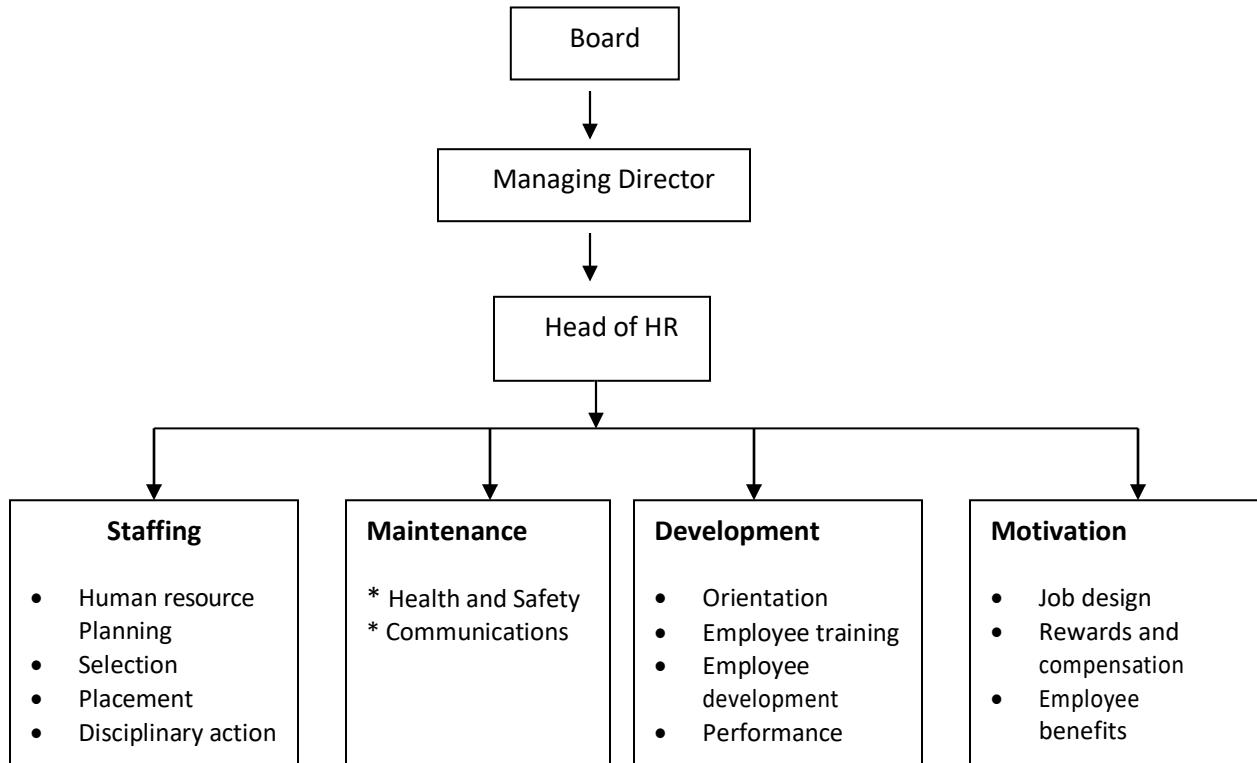 Board
Managing Director
Head of HR
Staffing
• Human resource
Planning
• Selection
• Placement
• Disciplinary action
Maintenance
* Health and Safety
* Communications
Development
• Orientation
• Employee training
• Employee
development
• Performance
Motivation
• Job design
• Rewards and
compensation
• Employee
benefits